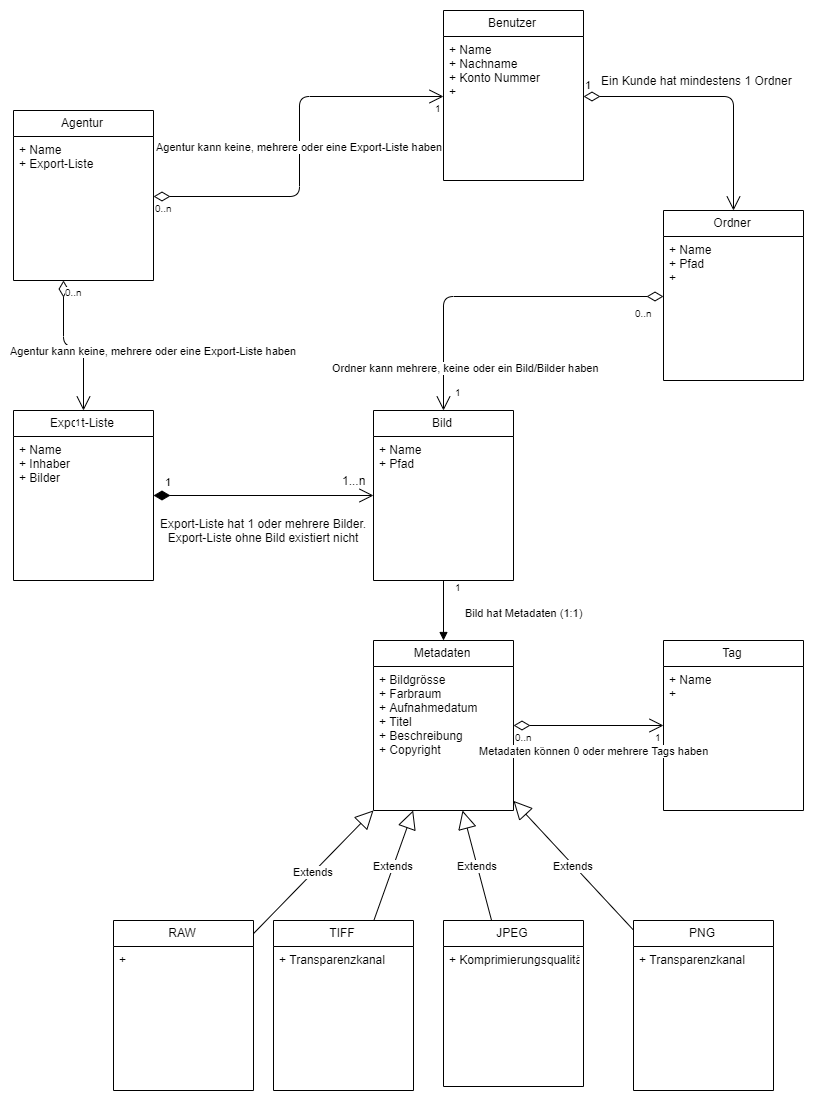 Benutzer
+ Name
+ Nachname
+ Konto Nummer
+
1
Ein Kunde hat mindestens 1 Ordner
1
Agentur
+ Name
+ Export-Liste
Agentur kann keine, mehrere oder eine Export-Liste haben
0..n
Ordner
+ Name
+ Pfad
+
0..n
0..n
Agentur kann keine, mehrere oder eine Export-Liste haben
Ordner kann mehrere, keine oder ein Bild/Bilder haben
1
Export-Liste
1
+ Name
+ Inhaber
+ Bilder
Bild
+ Name
+ Pfad
1
1...n
Export-Liste hat 1 oder mehrere Bilder.
Export-Liste ohne Bild existiert nicht
1
Bild hat Metadaten (1:1)
Metadaten
+ Bildgrösse
+ Farbraum
+ Aufnahmedatum
+ Titel
+ Beschreibung
+ Copyright
Tag
+ Name
+
0..n
1
Metadaten können 0 oder mehrere Tags haben
Extends
Extends
Extends
Extends
RAW
+
TIFF
+ Transparenzkanal
JPEG
+ Komprimierungsqualitä
PNG
+ Transparenzkanal